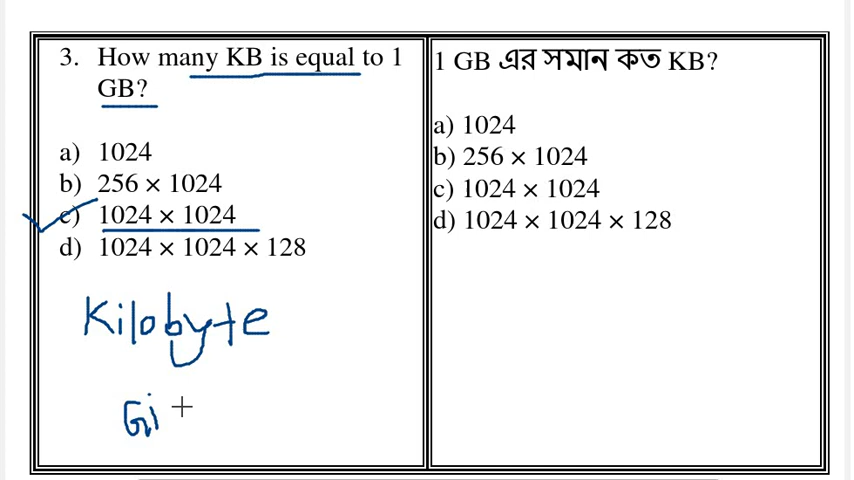 3. How many KB is equal to 1
GB?
a) 1024
b) 256 × 1024
c) 1024 × 1024
d) 1024 × 1024 × 128
Kilobyte
Gi
1 GB এর সমান কত KB?
a) 1024
b) 256 × 1024
c) 1024 × 1024
d) 1024 × 1024 × 128